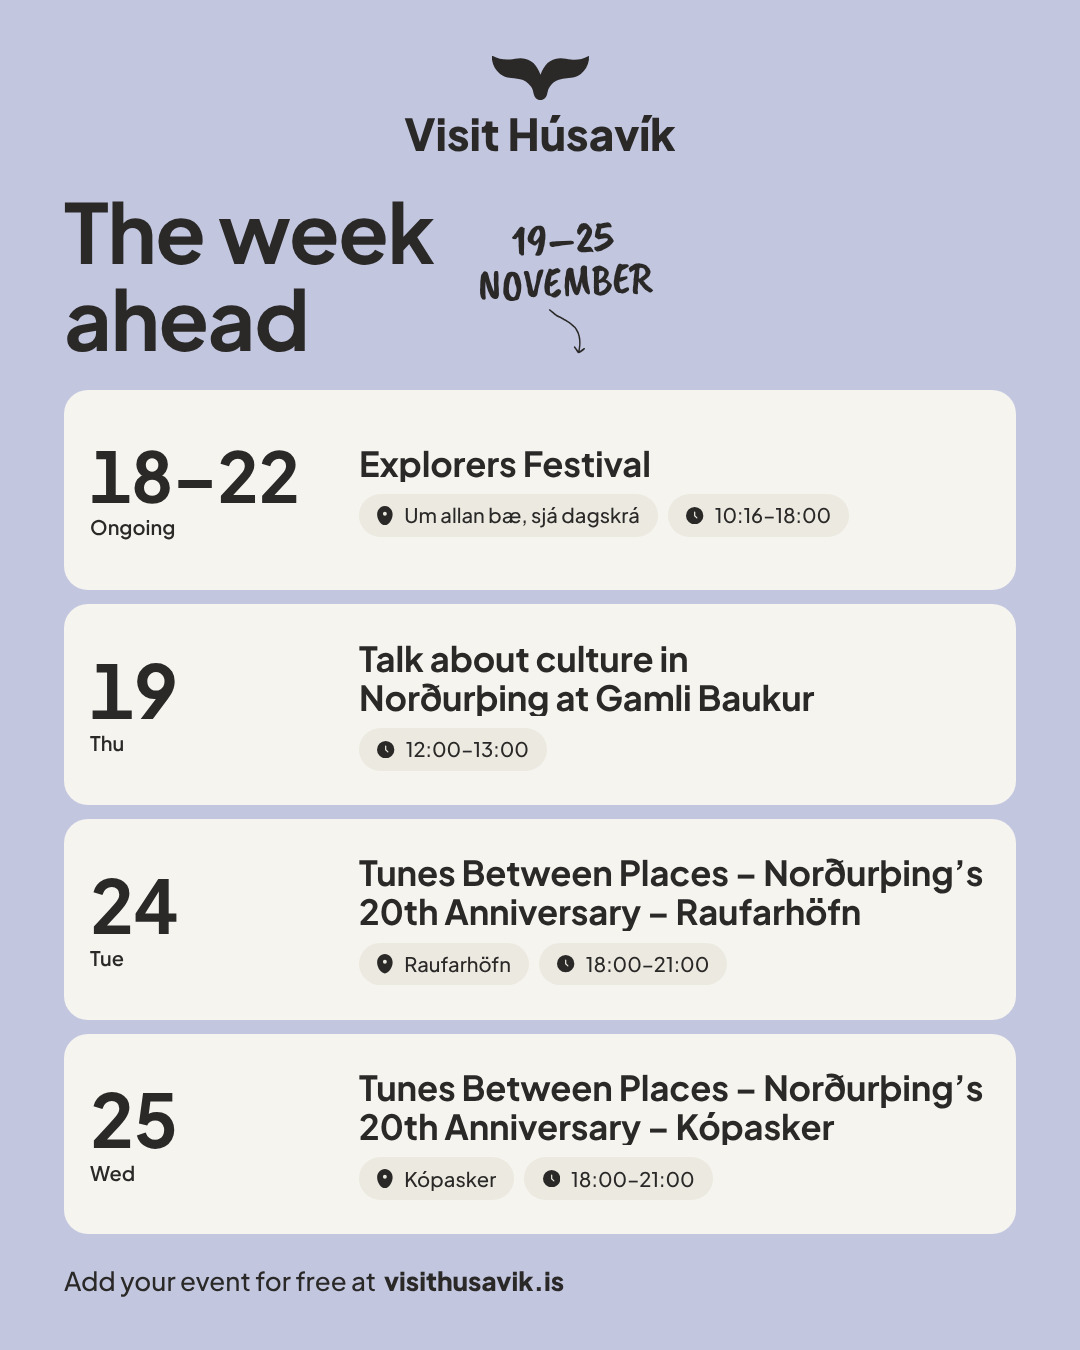 Visit Húsavík
The week
ahead
19–25
NOVEMBER
18–22
Ongoing
Explorers Festival
Um allan bæ, sjá dagskrá
10:16–18:00
19
Thu
Talk about culture in
Norðurþing at Gamli Baukur
12:00–13:00
24
Tue
Tunes Between Places – Norðurþing’s
20th Anniversary – Raufarhöfn
Raufarhöfn
18:00–21:00
25
Wed
Tunes Between Places – Norðurþing’s
20th Anniversary – Kópasker
Kópasker
18:00–21:00
Add your event for free at visithusavik.is